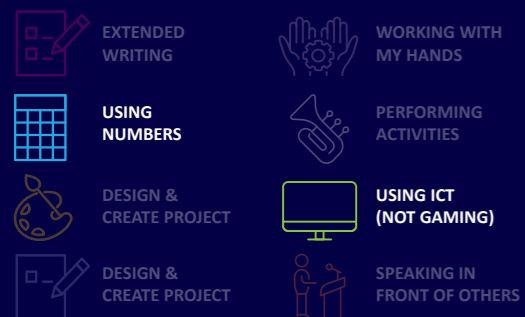 EXTENDED
WRITING
WORKING WITH
MY HANDS
USING
NUMBERS
PERFORMING
ACTIVITIES
DESIGN &
CREATE PROJECT
USING ICT
(NOT GAMING)
DESIGN &
CREATE PROJECT
SPEAKING IN
FRONT OF OTHERS